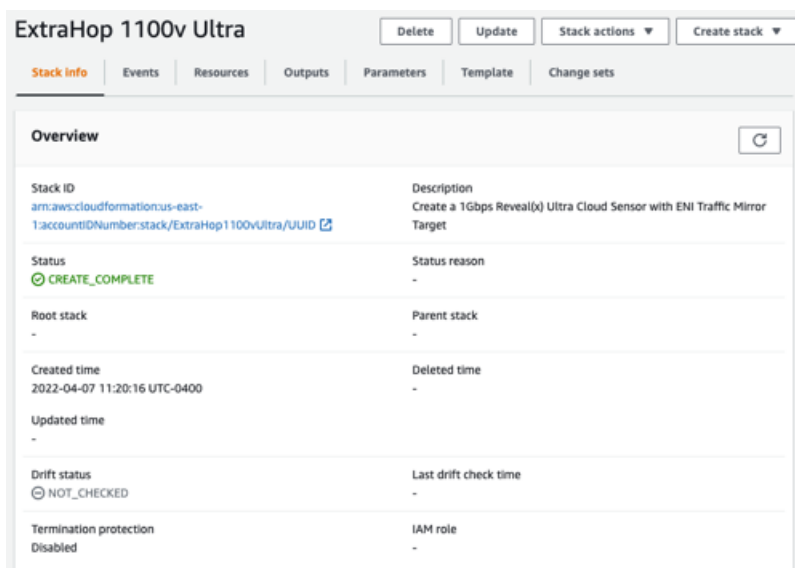 ExtraHop 1100v Ultra
Delete
Update
Stack actions
Create stack
Stack info
Events
Resources
Outputs
Parameters
Template
Change sets
Overview
Stack ID
arn:aws:cloudformation:us-east-
1:accountIDNumber:stack/ExtraHop1100vUltra/UUID
Description
Create a 1Gbps Reveal(x) Ultra Cloud Sensor with ENI Traffic Mirror
Target
Status
CREATE_COMPLETE
Status reason
-
Root stack
-
Parent stack
-
Created time
2022-04-07 11:20:16 UTC-0400
Deleted time
-
Updated time
-
Drift status
NOT_CHECKED
Last drift check time
-
Termination protection
Disabled
IAM role
-